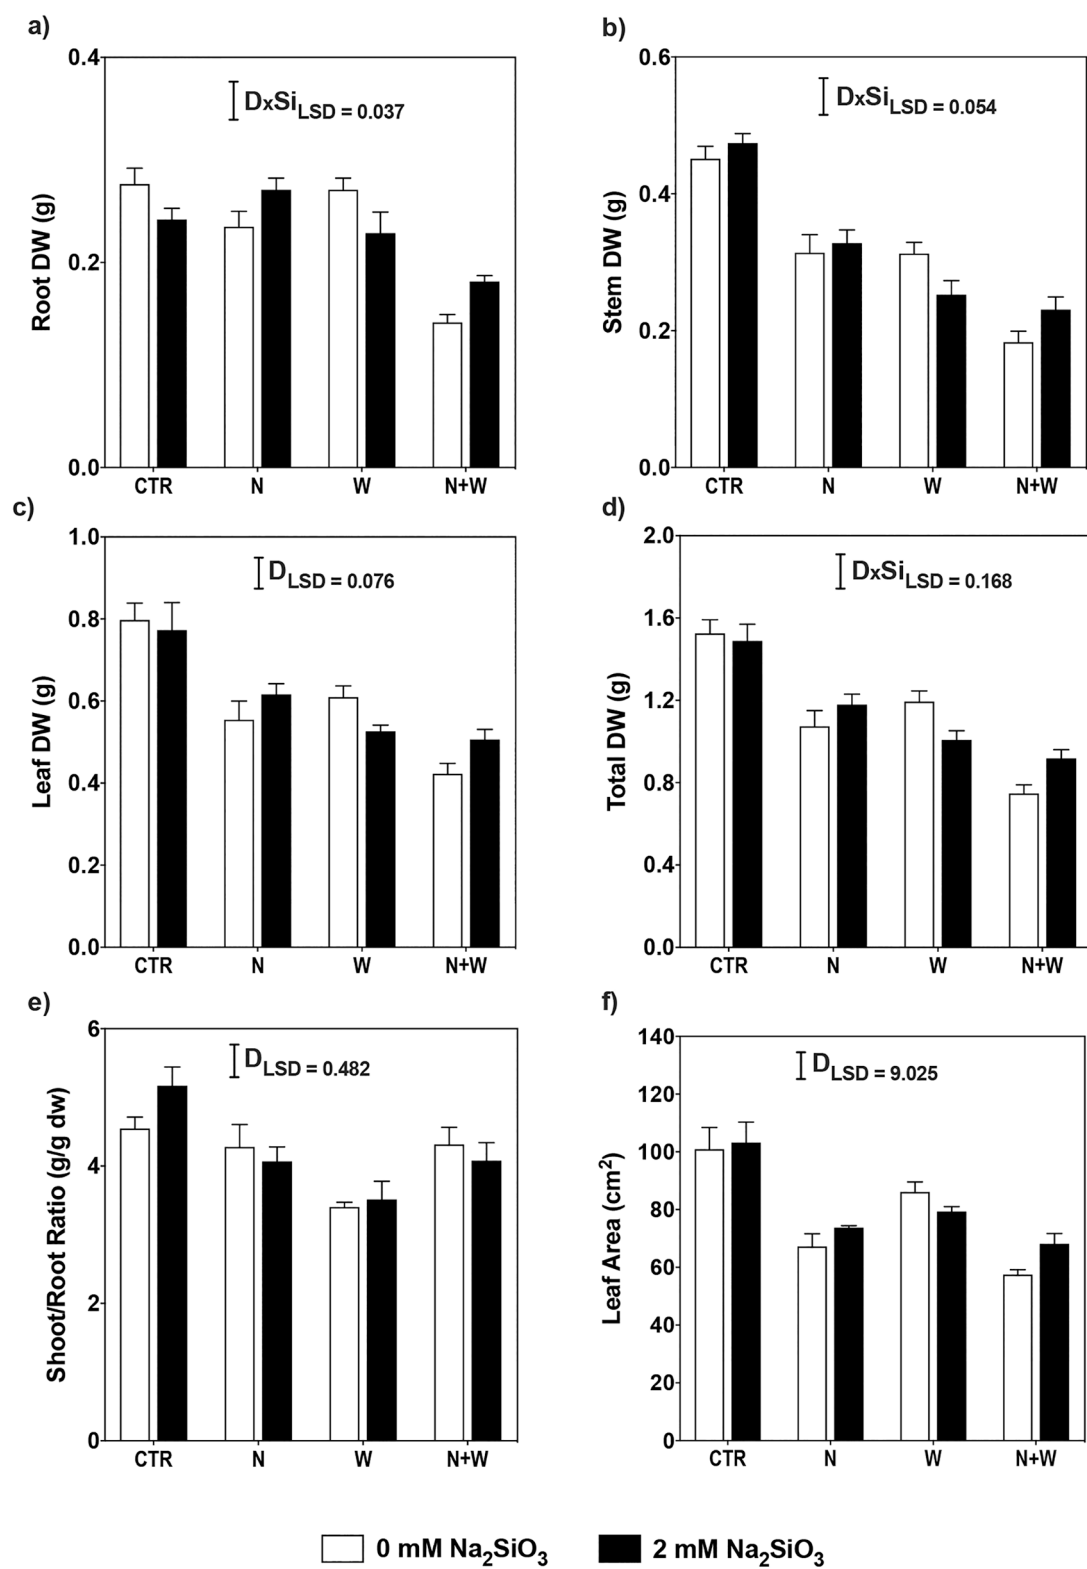 a)
0.4
DxSi LSD = 0.037
0.2
0.0
Root DW (g)
CTR N W N+W
b)
0.6
DxSi LSD = 0.054
0.4
0.2
0.0
Stem DW (g)
CTR N W N+W
c)
1.0
D LSD = 0.076
0.8
0.6
0.4
0.2
0.0
Leaf DW (g)
CTR N W N+W
d)
2.0
DxSi LSD = 0.168
1.6
1.2
0.8
0.4
0.0
Total DW (g)
CTR N W N+W
e)
6
D LSD = 0.482
4
2
0
Shoot/Root Ratio (g/g dw)
CTR N W N+W
f)
140
D LSD = 9.025
120
100
80
60
40
20
0
Leaf Area (cm²)
CTR N W N+W
0 mM Na₂SiO₃ 2 mM Na₂SiO₃